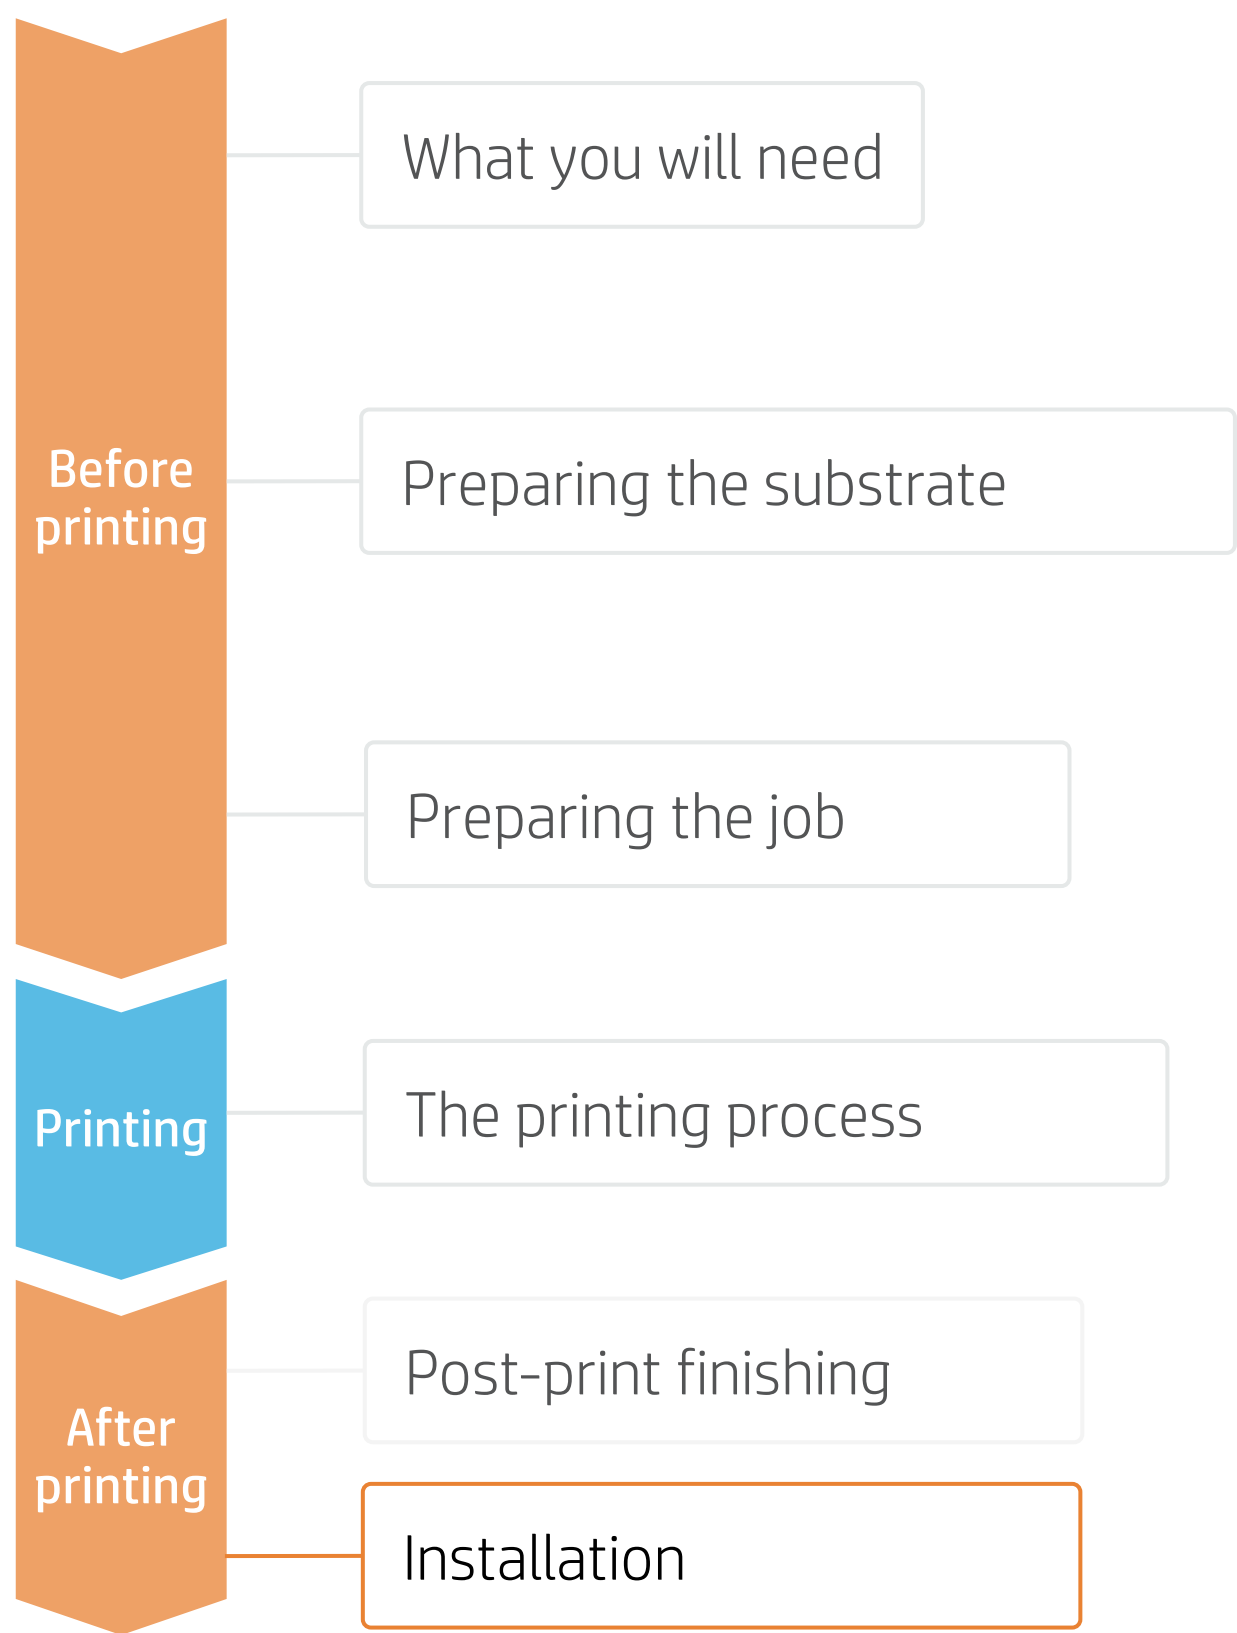 What you will need
Before
printing
Preparing the substrate
Preparing the job
Printing
The printing process
Post-print finishing
After
printing
Installation